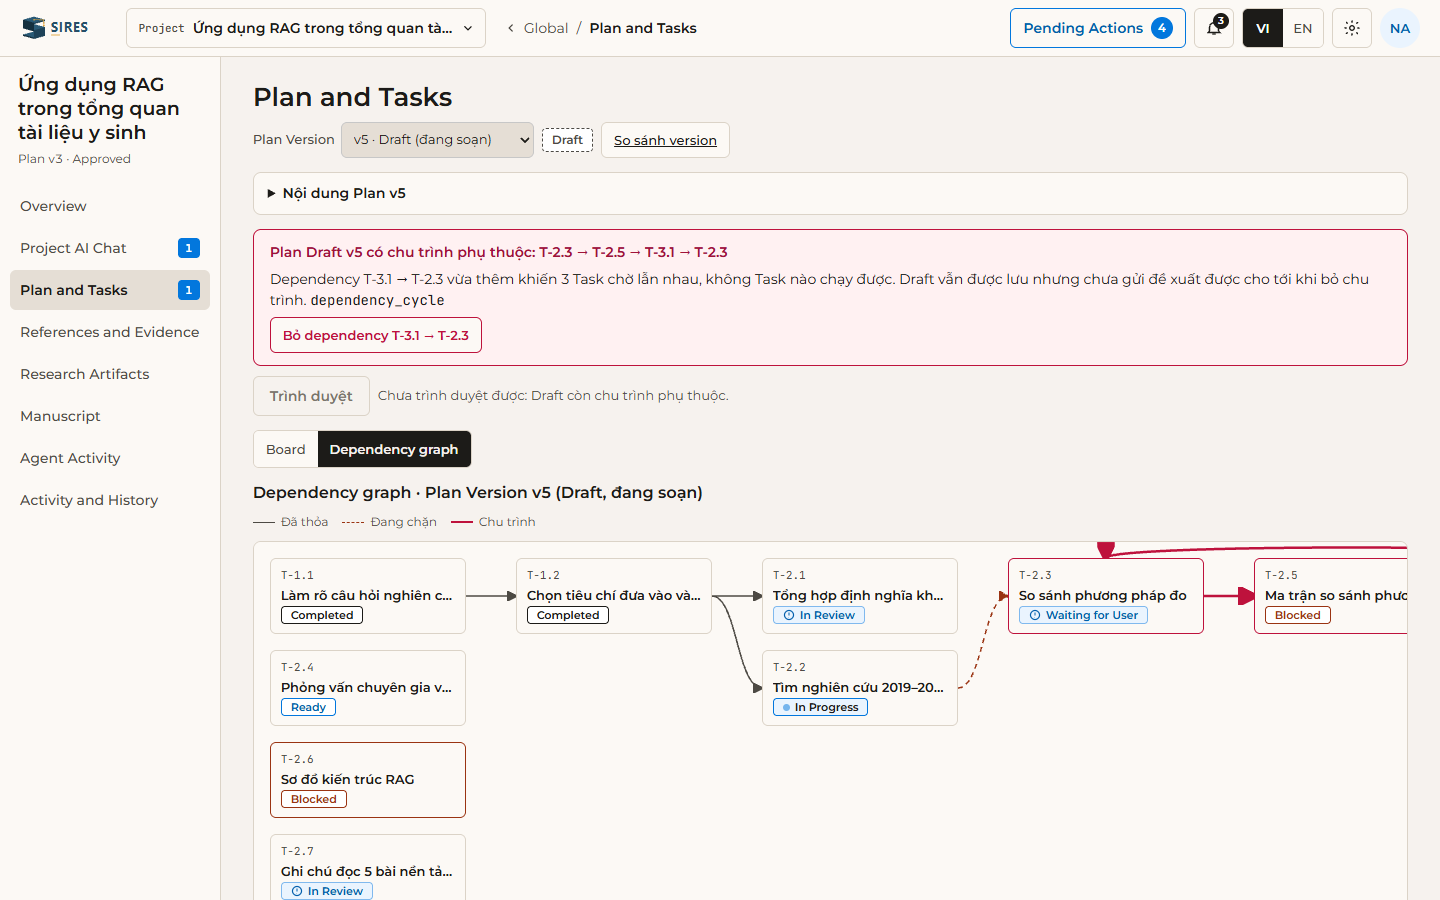 SIRES
Project Ứng dụng RAG trong tổng quan tà...
Global / Plan and Tasks
Pending Actions 4
3
VI EN
NA
Ứng dụng RAG
trong tổng quan
tài liệu y sinh
Plan v3 · Approved
Overview
Project AI Chat 1
Plan and Tasks 1
References and Evidence
Research Artifacts
Manuscript
Agent Activity
Activity and History
Plan and Tasks
Plan Version v5 · Draft (đang soạn) Draft So sánh version
Nội dung Plan v5
Plan Draft v5 có chu trình phụ thuộc: T-2.3 → T-2.5 → T-3.1 → T-2.3
Dependency T-3.1 → T-2.3 vừa thêm khiến 3 Task chờ lẫn nhau, không Task nào chạy được. Draft vẫn được lưu nhưng chưa gửi đề xuất được cho tới khi bỏ chu
trình. dependency_cycle
Bỏ dependency T-3.1 → T-2.3
Trình duyệt Chưa trình duyệt được: Draft còn chu trình phụ thuộc.
Board Dependency graph
Dependency graph · Plan Version v5 (Draft, đang soạn)
Đã thỏa Đang chặn Chu trình
T-1.1
Làm rõ câu hỏi nghiên c...
Completed
T-1.2
Chọn tiêu chí đưa vào và...
Completed
T-2.1
Tổng hợp định nghĩa kh...
In Review
T-2.3
So sánh phương pháp đo
Waiting for User
T-2.5
Ma trận so sánh phươ
Blocked
T-2.4
Phỏng vấn chuyên gia v...
Ready
T-2.2
Tìm nghiên cứu 2019–20...
In Progress
T-2.6
Sơ đồ kiến trúc RAG
Blocked
T-2.7
Ghi chú đọc 5 bài nền tả...
In Review